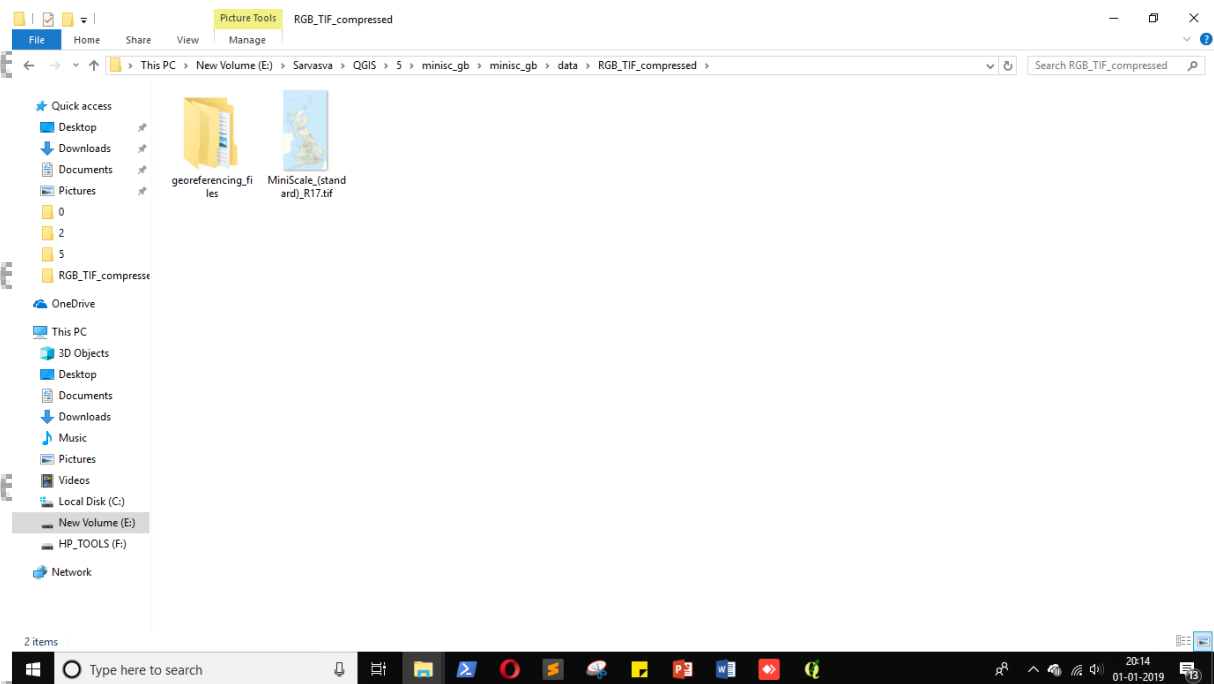 Picture Tools
RGB_TIF_compressed
File
Home
Share
View
Manage
This PC
New Volume (E:)
Sarvasva
QGIS
5
minisc_gb
minisc_gb
data
RGB_TIF_compressed
Search RGB_TIF_compressed
Quick access
Desktop
Downloads
Documents
Pictures
0
2
5
RGB_TIF_compresse
OneDrive
This PC
3D Objects
Desktop
Documents
Downloads
Music
Pictures
Videos
Local Disk (C:)
New Volume (E:)
HP_TOOLS (F:)
Network
georeferencing_fi
les
MiniScale_(stand
ard)_R17.tif
2 items
Type here to search
20:14
01-01-2019
13